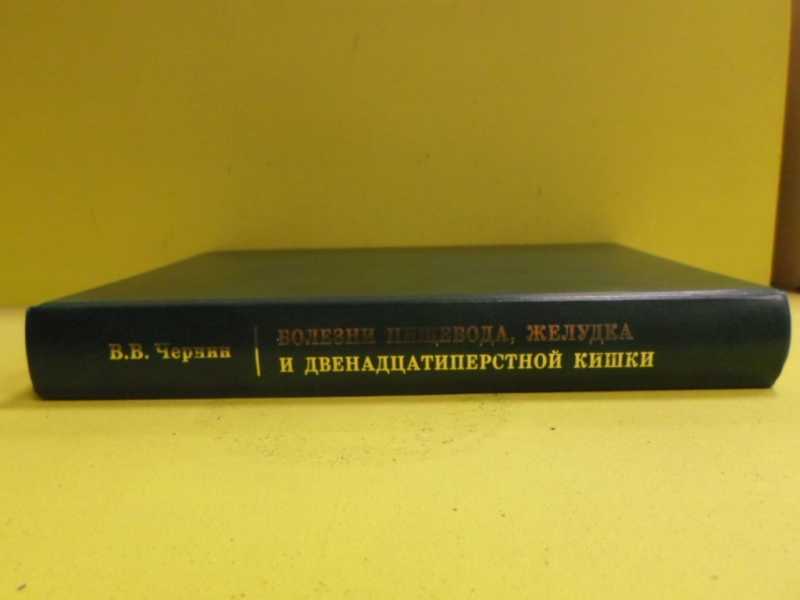 В.В. Чернин
БОЛЕЗНИ ПИЩЕВОДА, ЖЕЛУДКА
И ДВЕНАДЦАТИПЕРСТНОЙ КИШКИ